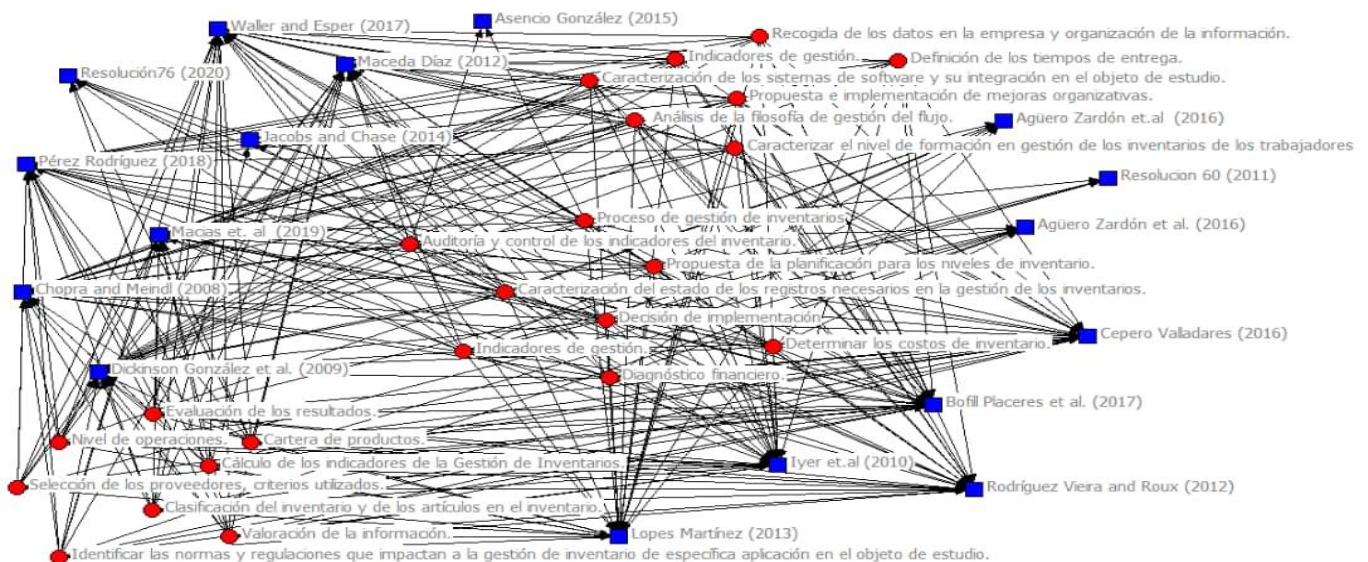 Asencio González (2015)
Waller and Esper (2017)
Recogida de los datos en la empresa y organización de la información.
Indicadores de gestión.
Definición de los tiempos de entrega.
Maceda Díaz (2012)
Resolución76 (2020)
Caracterización de los sistemas de software y su integración en el objeto de estudio.
Propuesta e implementación de mejoras organizativas.
Análisis de la filosofía de gestión del flujo.
Agüero Zardón et.al (2016)
Jacobs and Chase (2014)
Caracterizar el nivel de formación en gestión de los inventarios de los trabajadores
Pérez Rodríguez (2018)
Resolucion 60 (2011)
Proceso de gestión de inventarios
Agüero Zardón et al. (2016)
Macias et. al (2019)
Auditoría y control de los indicadores del inventario.
Propuesta de la planificación para los niveles de inventario.
Chopra and Meindl (2008)
Caracterización del estado de los registros necesarios en la gestión de los inventarios.
Decisión de implementación
Cepero Valladares (2016)
Indicadores de gestión.
Determinar los costos de inventario.
Dickinson González et al. (2009)
Diagnóstico financiero.
Bofill Placeres et al. (2017)
Evaluación de los resultados.
Nivel de operaciones.
Cartera de productos.
Cálculo de los indicadores de la Gestión de Inventarios.
Iyer et.al (2010)
Selección de los proveedores, criterios utilizados.
Rodríguez Vieira and Roux (2012)
Clasificación del inventario y de los artículos en el inventario.
Valoración de la información.
Lopes Martínez (2013)
Identificar las normas y regulaciones que impactan a la gestión de inventario de específica aplicación en el objeto de estudio.